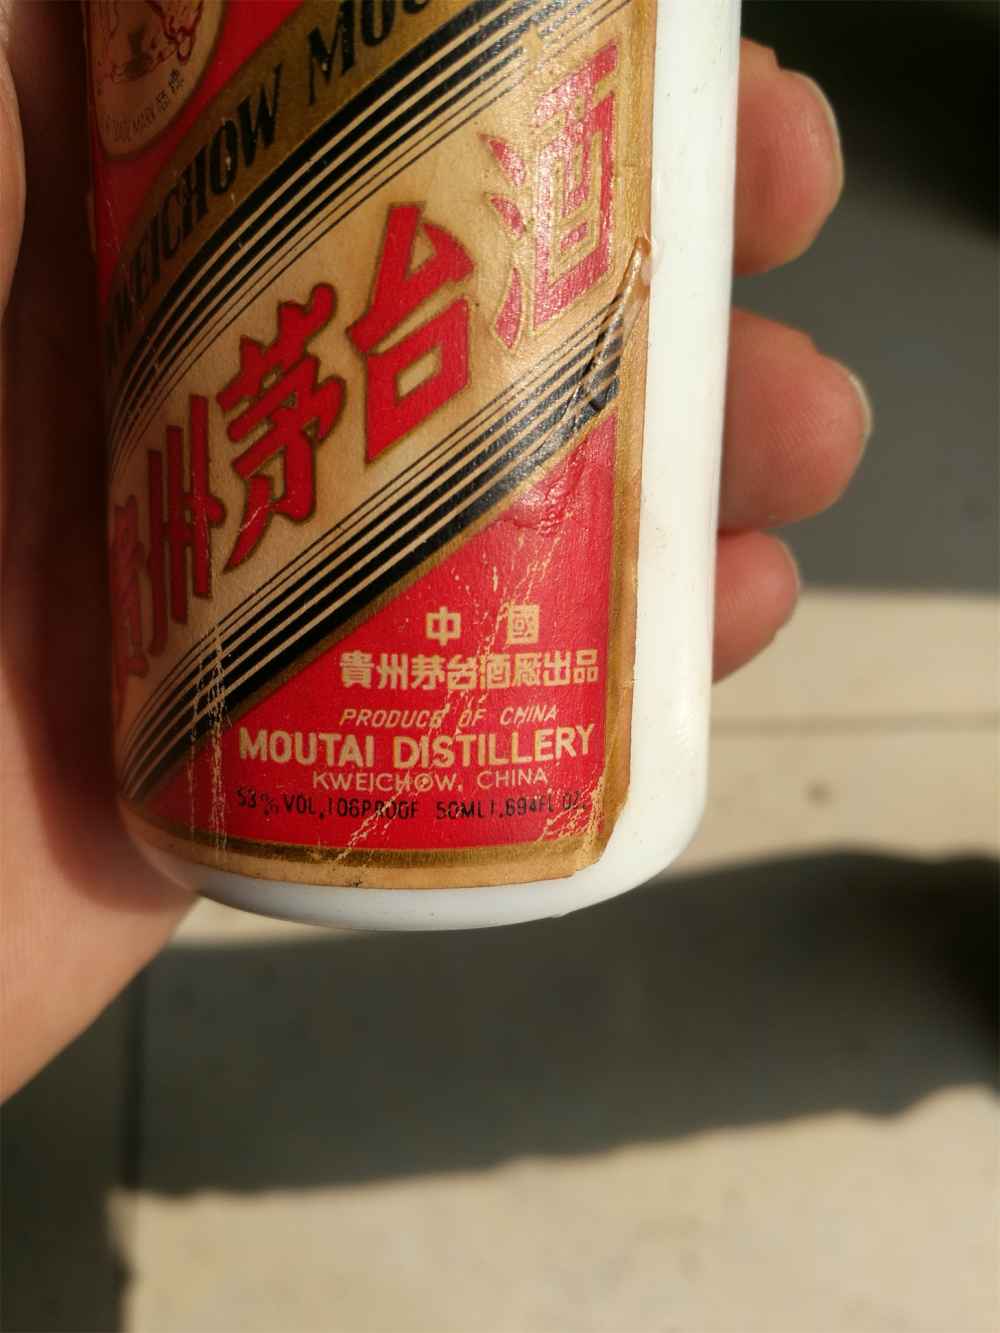 KWEICHOW MOU
貴州茅台酒
中國
貴州茅台酒廠出品
PRODUCE OF CHINA
MOUTAI DISTILLERY
KWEICHOW, CHINA
53% VOL, 106PROOF 50ML 1.694FL OZ.